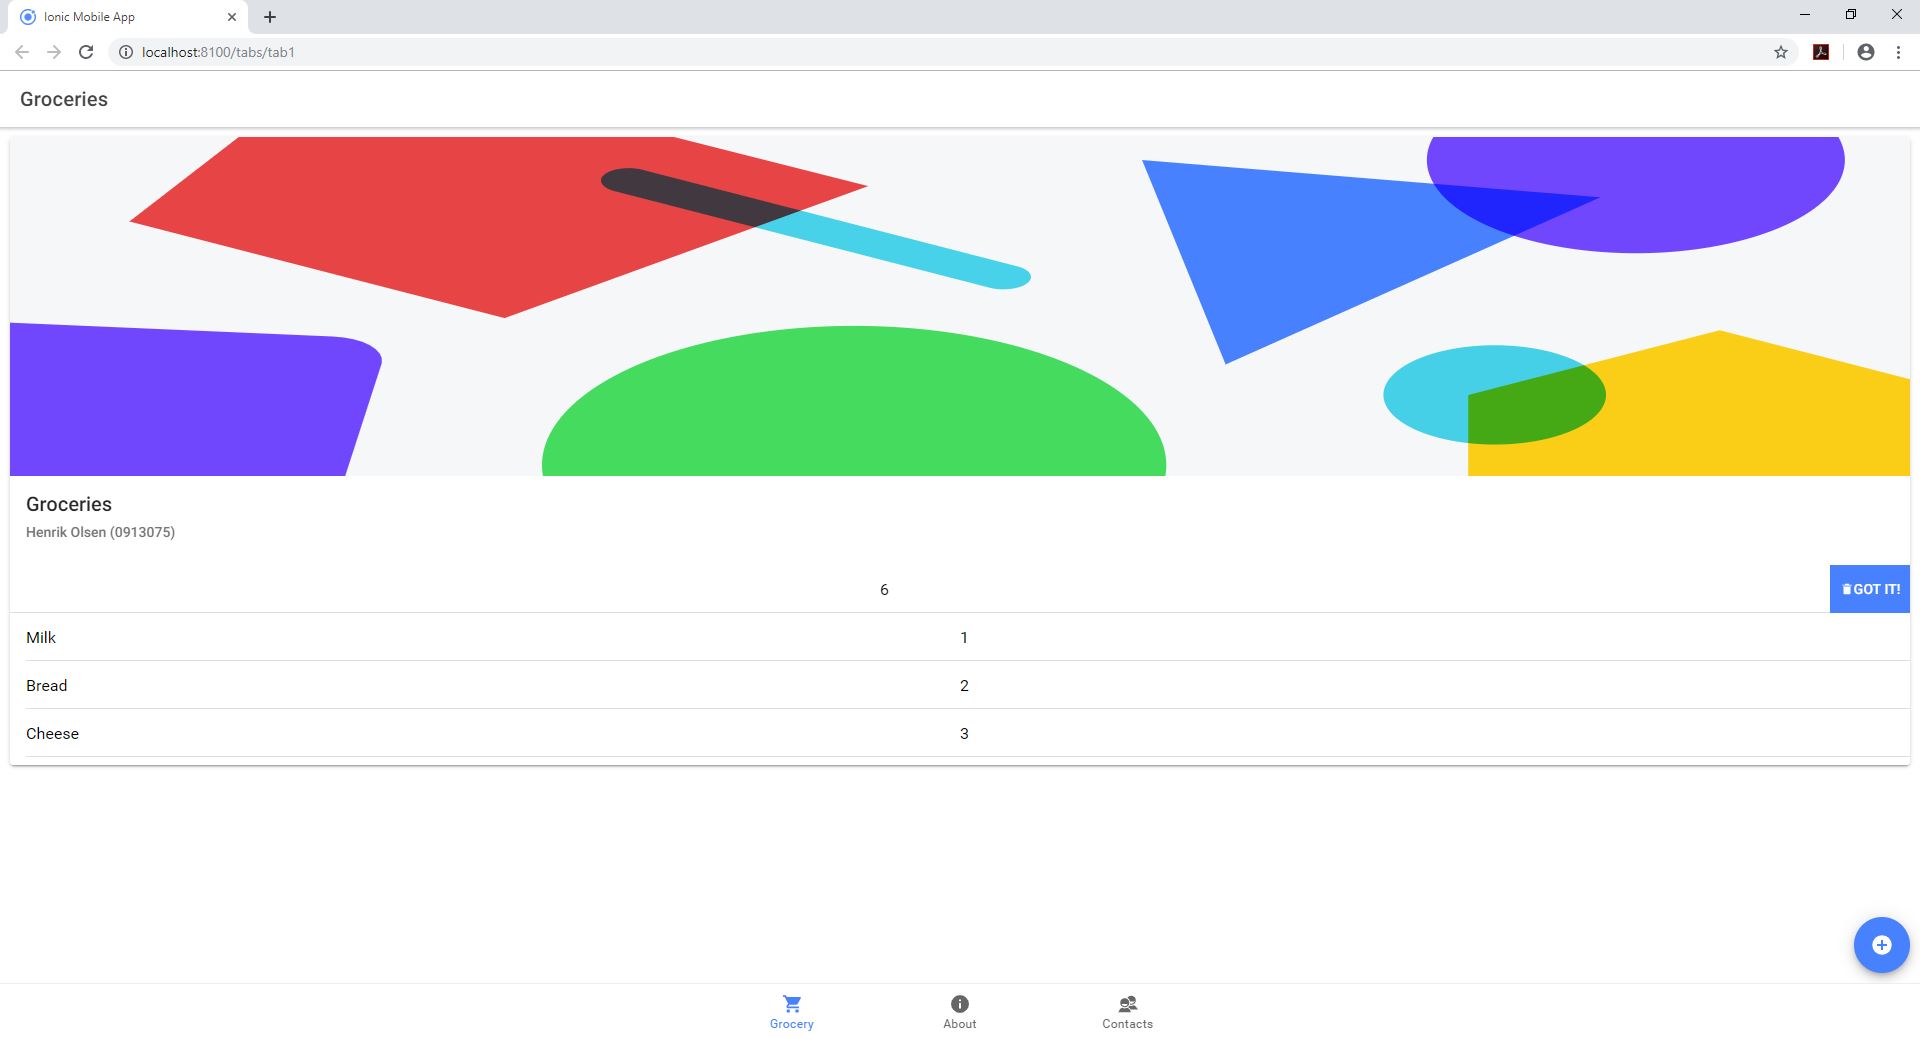 Ionic Mobile App
localhost:8100/tabs/tab1
Groceries
Groceries
Henrik Olsen (0913075)
6 GOT IT!
Milk 1
Bread 2
Cheese 3
Grocery About Contacts